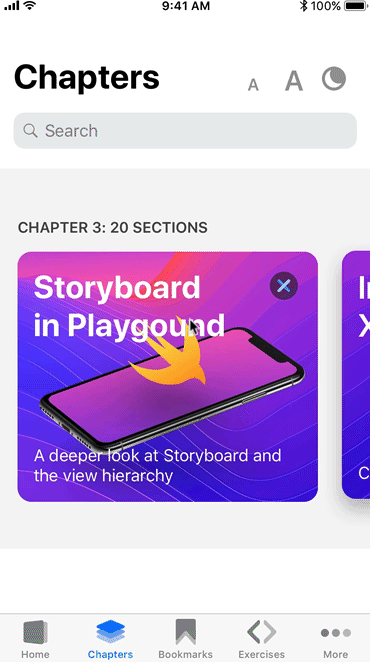 9:41 AM
100%
Chapters
A A
Search
CHAPTER 3: 20 SECTIONS
Storyboard
in Playgound
A deeper look at Storyboard and
the view hierarchy
Home
Chapters
Bookmarks
Exercises
More